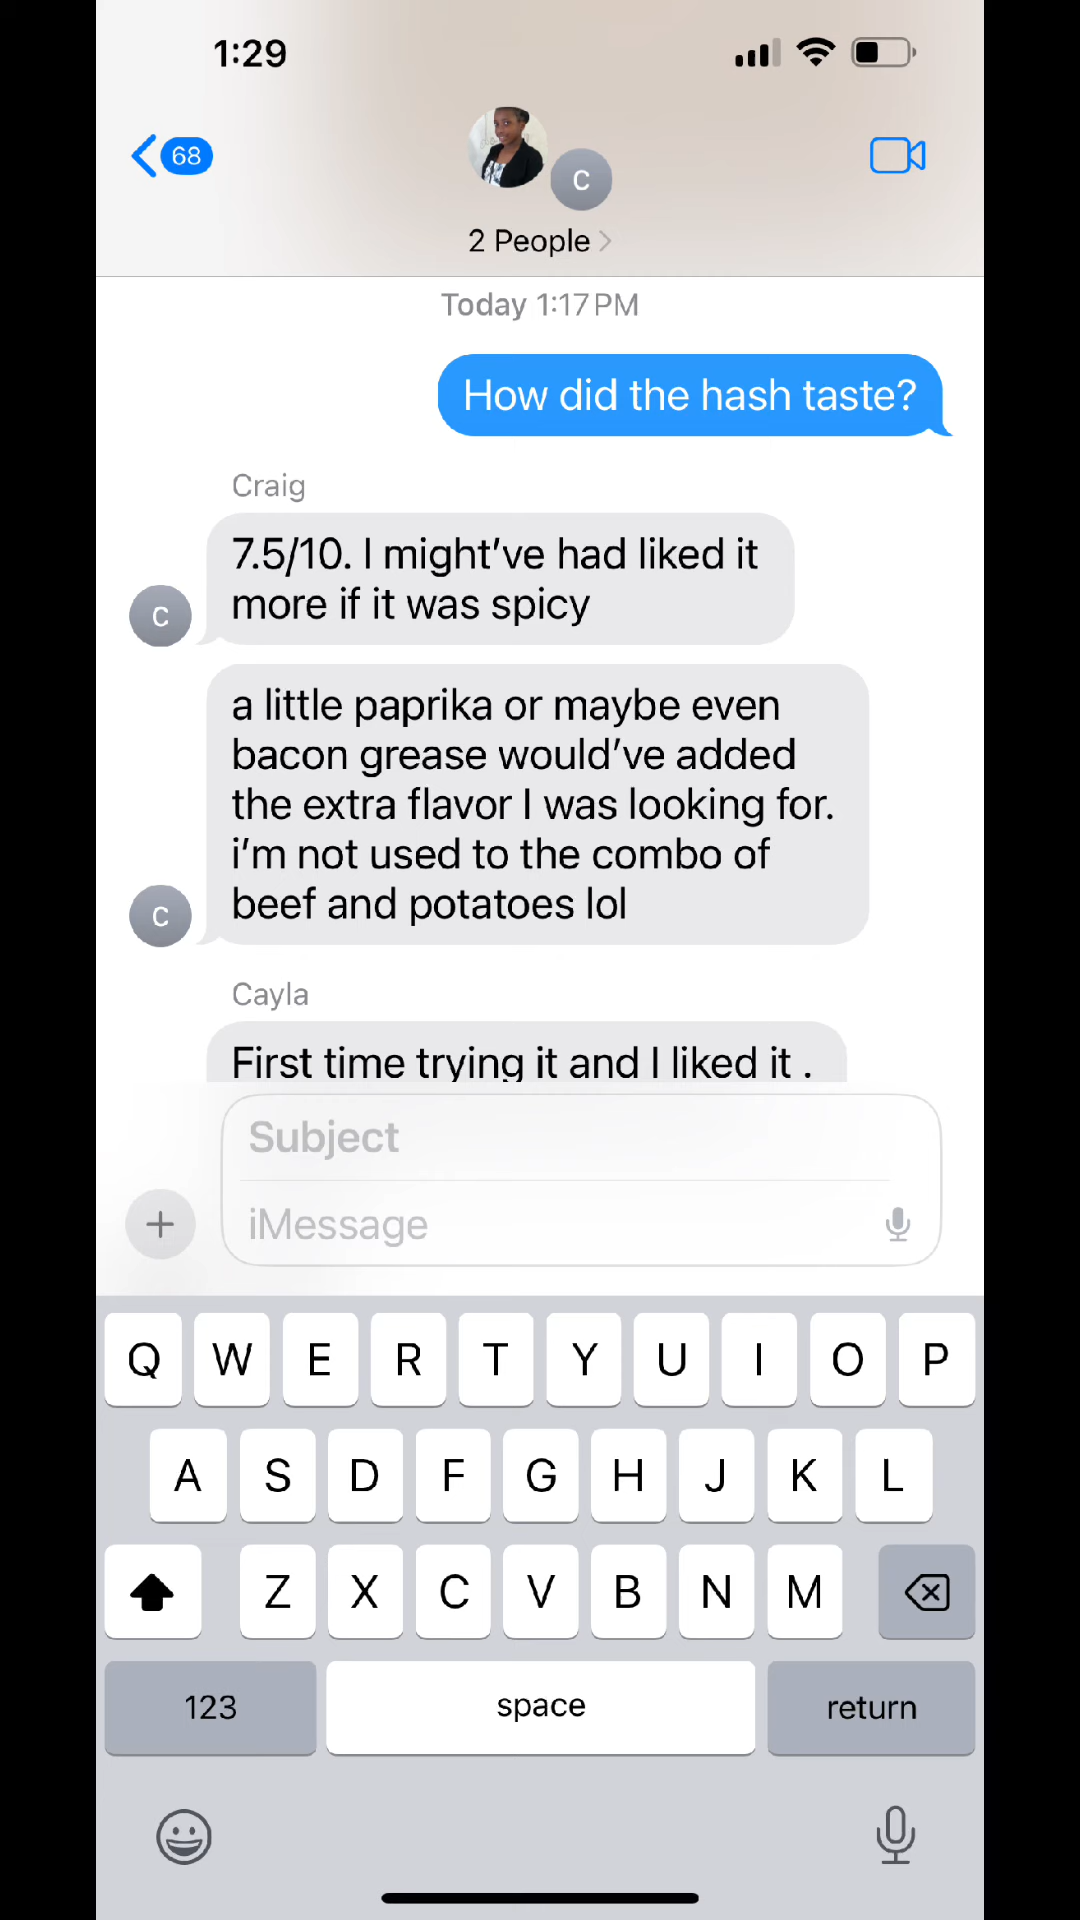 1:29
68
C
2 People
Today 1:17 PM
How did the hash taste?
Craig
7.5/10. I might've had liked it
more if it was spicy
C
a little paprika or maybe even
bacon grease would've added
the extra flavor I was looking for.
i'm not used to the combo of
beef and potatoes lol
C
Cayla
First time trying it and I liked it .
Subject
iMessage
Q W E R T Y U I O P
A S D F G H J K L
Z X C V B N M
123 space return